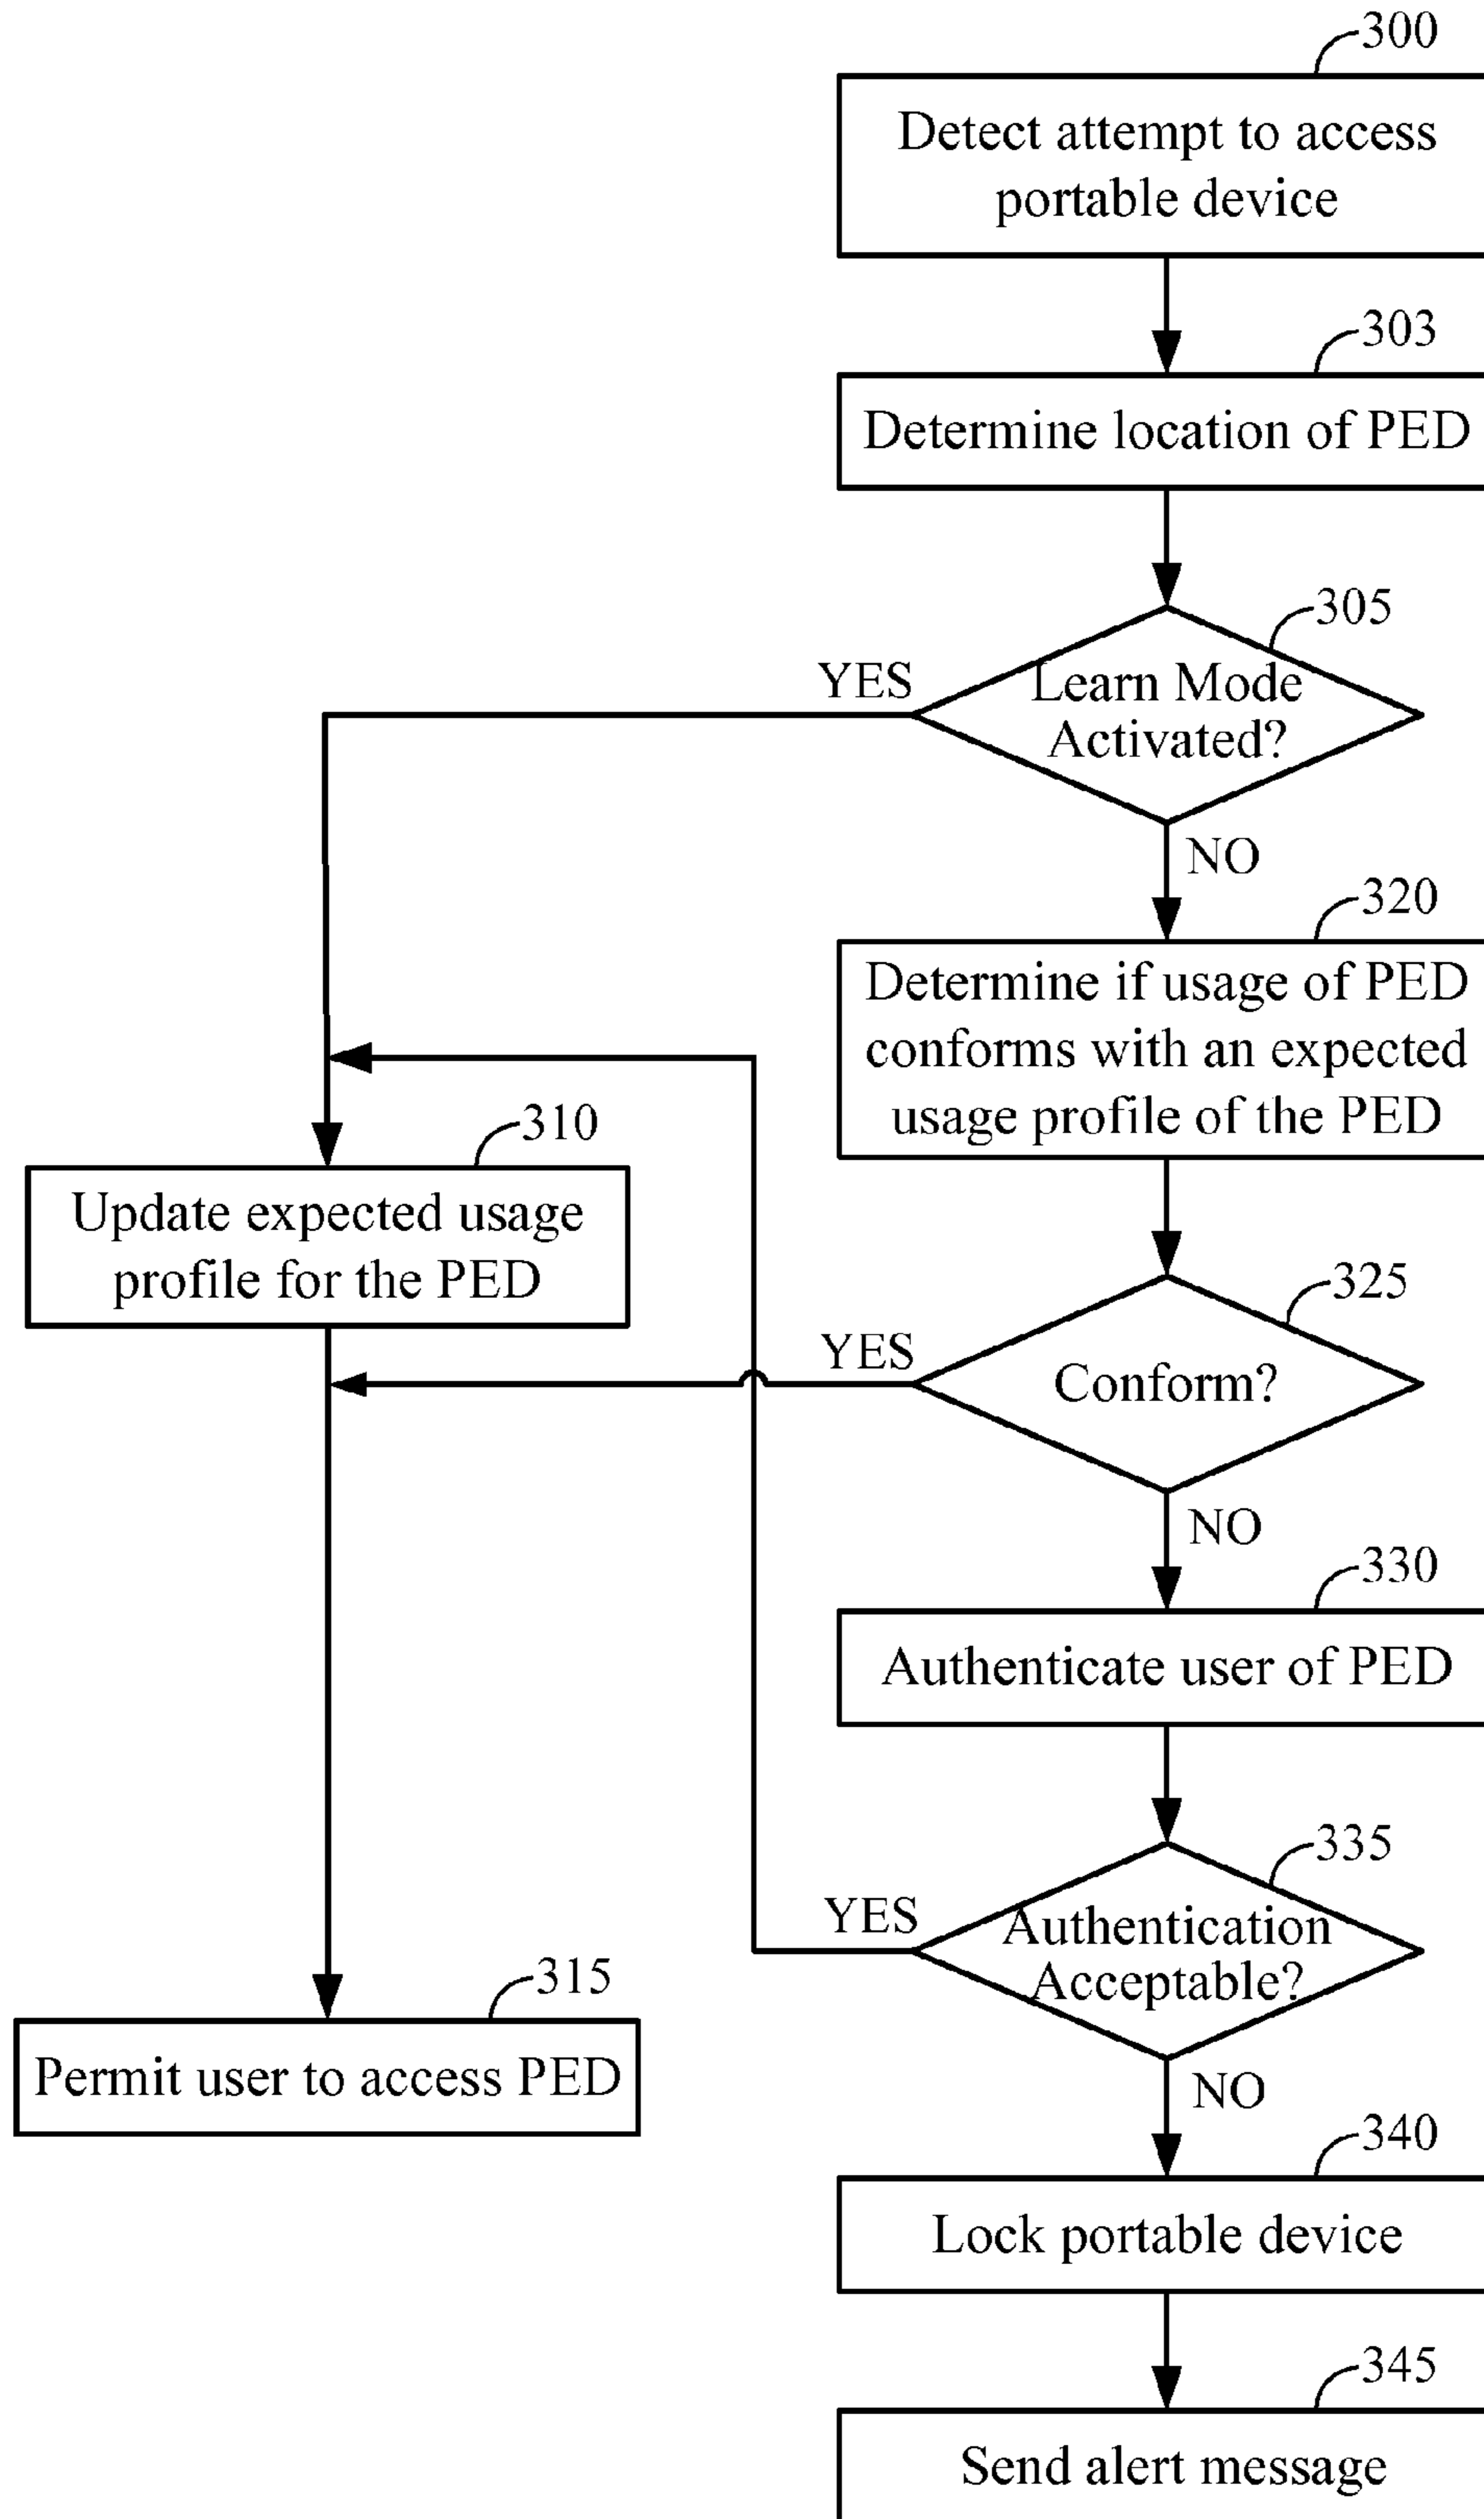 300
Detect attempt to access
portable device
303
Determine location of PED
305
Learn Mode
Activated?
YES
NO
320
Determine if usage of PED
conforms with an expected
usage profile of the PED
310
Update expected usage
profile for the PED
325
Conform?
YES
NO
330
Authenticate user of PED
335
Authentication
Acceptable?
YES
NO
315
Permit user to access PED
340
Lock portable device
345
Send alert message